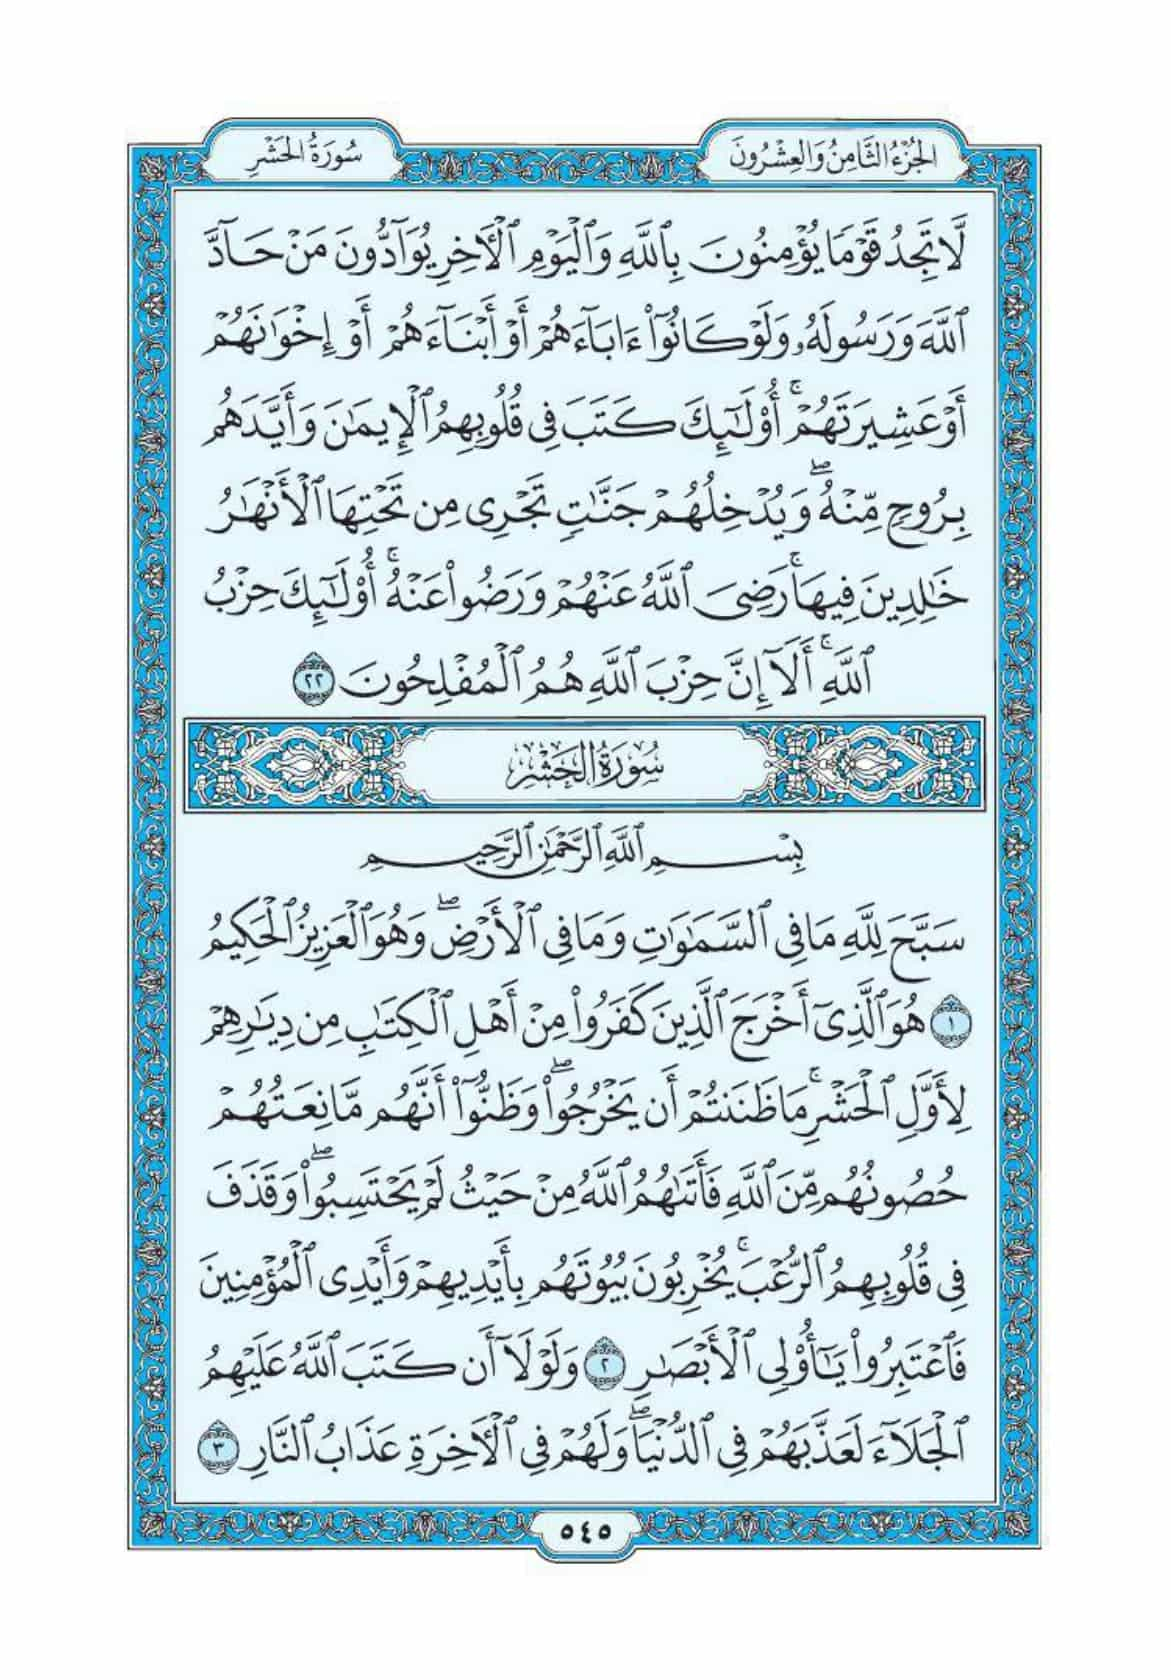 الجُزْءُ الثَّامِنُ وَالعِشْرُونَ
سُورَةُ الحَشْرِ
لَّا تَجِدُ قَوْمًا يُؤْمِنُونَ بِٱللَّهِ وَٱلْيَوْمِ ٱلْأَخِرِ يُوَآدُّونَ مَنْ حَآدَّ
ٱللَّهَ وَرَسُولَهُۥ وَلَوْ كَانُوٓا۟ ءَابَآءَهُمْ أَوْ أَبْنَآءَهُمْ أَوْ إِخْوَٰنَهُمْ
أَوْ عَشِيرَتَهُمْ ۚ أُو۟لَٰٓئِكَ كَتَبَ فِى قُلُوبِهِمُ ٱلْإِيمَٰنَ وَأَيَّدَهُم
بِرُوحٍ مِّنْهُ ۖ وَيُدْخِلُهُمْ جَنَّٰتٍ تَجْرِى مِن تَحْتِهَا ٱلْأَنْهَٰرُ
خَٰلِدِينَ فِيهَا ۚ رَضِىَ ٱللَّهُ عَنْهُمْ وَرَضُوا۟ عَنْهُ ۚ أُو۟لَٰٓئِكَ حِزْبُ
ٱللَّهِ ۚ أَلَآ إِنَّ حِزْبَ ٱللَّهِ هُمُ ٱلْمُفْلِحُونَ ٢٢
سُورَةُ الحَشْرِ
بِسْمِ ٱللَّهِ ٱلرَّحْمَٰنِ ٱلرَّحِيمِ
سَبَّحَ لِلَّهِ مَا فِى ٱلسَّمَٰوَٰتِ وَمَا فِى ٱلْأَرْضِ ۖ وَهُوَ ٱلْعَزِيزُ ٱلْحَكِيمُ
١ هُوَ ٱلَّذِىٓ أَخْرَجَ ٱلَّذِينَ كَفَرُوا۟ مِنْ أَهْلِ ٱلْكِتَٰبِ مِن دِيَٰرِهِمْ
لِأَوَّلِ ٱلْحَشْرِ ۚ مَا ظَنَنتُمْ أَن يَخْرُجُوا۟ ۖ وَظَنُّوٓا۟ أَنَّهُم مَّانِعَتُهُمْ
حُصُونُهُم مِّنَ ٱللَّهِ فَأَتَىٰهُمُ ٱللَّهُ مِنْ حَيْثُ لَمْ يَحْتَسِبُوا۟ ۖ وَقَذَفَ
فِى قُلُوبِهِمُ ٱلرُّعْبَ ۚ يُخْرِبُونَ بُيُوتَهُم بِأَيْدِيهِمْ وَأَيْدِى ٱلْمُؤْمِنِينَ
فَٱعْتَبِرُوا۟ يَٰٓأُو۟لِى ٱلْأَبْصَٰرِ ٢ وَلَوْلَآ أَن كَتَبَ ٱللَّهُ عَلَيْهِمُ
ٱلْجَلَآءَ لَعَذَّبَهُمْ فِى ٱلدُّنْيَا ۖ وَلَهُمْ فِى ٱلْأَخِرَةِ عَذَابُ ٱلنَّارِ ٣
٥٤٥